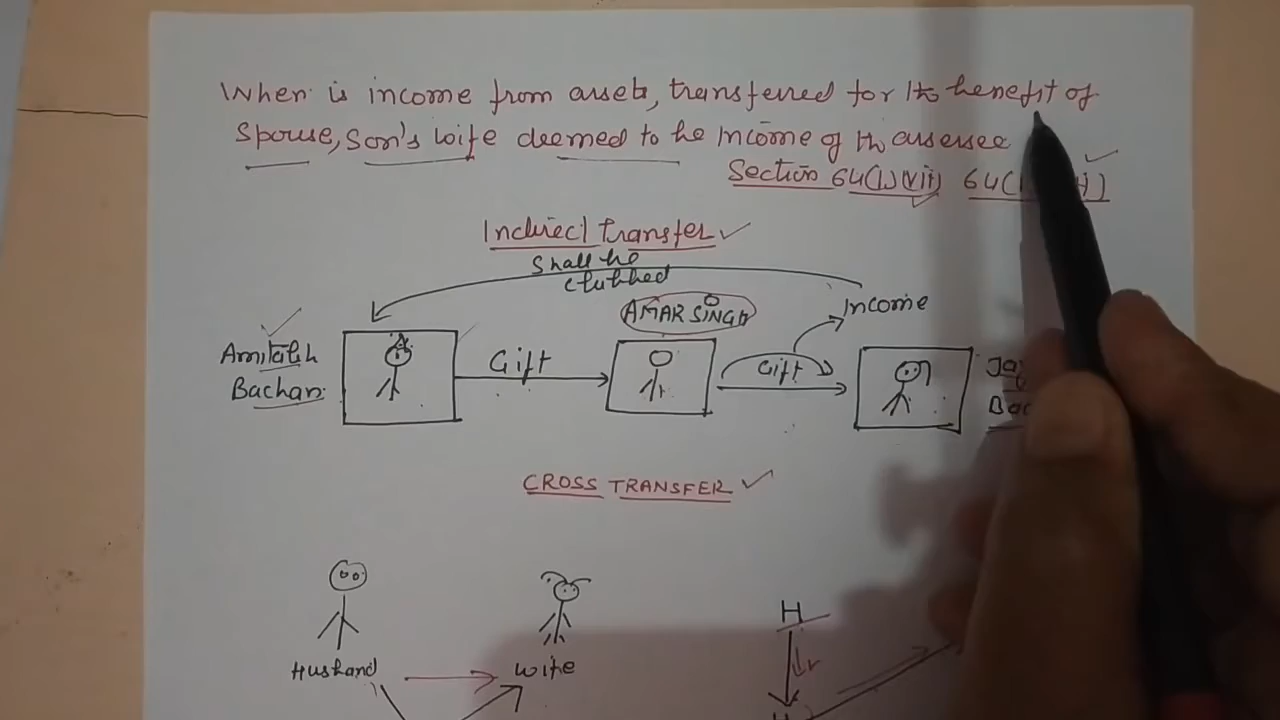 When is income from assets, transferred for the benefit of
Spouse, Son's wife deemed to be Income of the assessee
Section 64(1)(vii) 64(
Indirect transfer
Shall be
clubbed
AMAR SINGH
Income
Amitabh
Bachan
Gift
Gift
CROSS TRANSFER
H
Husband
wife